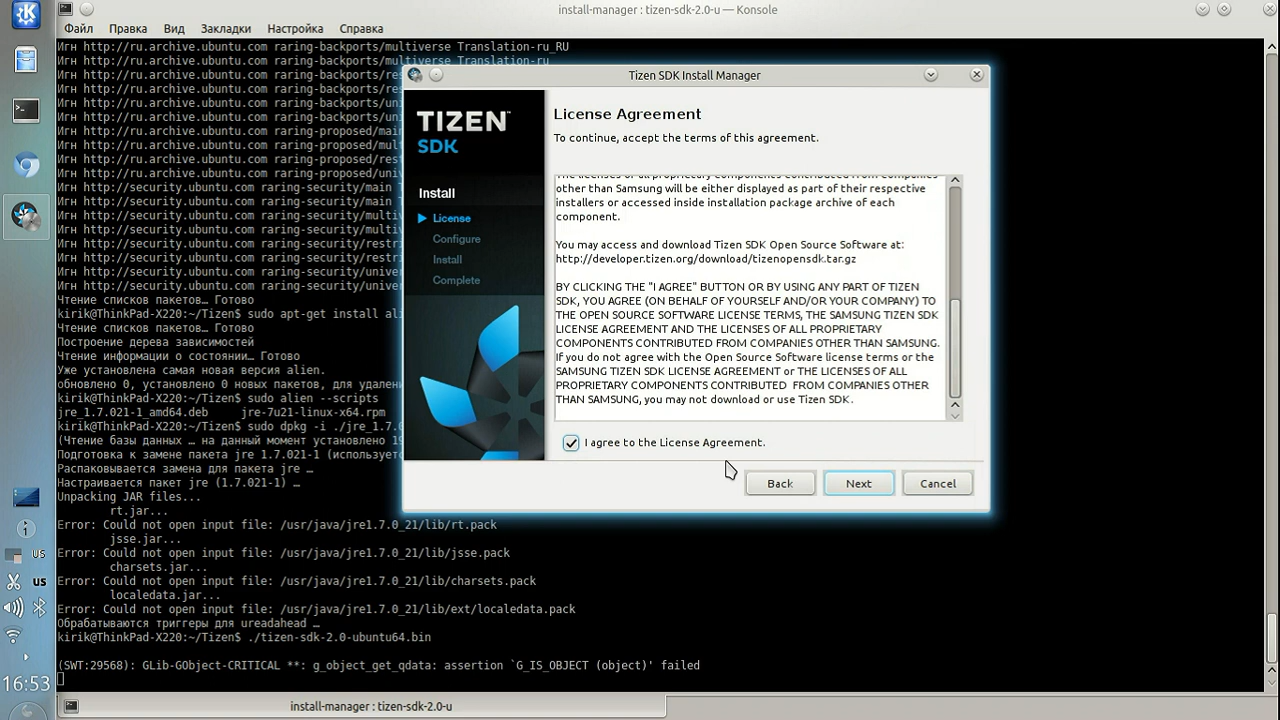 install-manager : tizen-sdk-2.0-u — Konsole
Файл Правка Вид Закладки Настройка Справка
Игн http://ru.archive.ubuntu.com raring-backports/multiverse Translation-ru_RU
Игн http://ru.archive.ubuntu.com raring-backports/multiverse Translation-ru
Игн http://ru.archive.ubuntu.com raring-backports/res
Игн http://ru.archive.ubuntu.com raring-backports/res
Игн http://ru.archive.ubuntu.com raring-backports/uni
Игн http://ru.archive.ubuntu.com raring-backports/uni
Игн http://ru.archive.ubuntu.com raring-proposed/main
Игн http://ru.archive.ubuntu.com raring-proposed/mul
Игн http://ru.archive.ubuntu.com raring-proposed/rest
Игн http://ru.archive.ubuntu.com raring-proposed/univ
Игн http://security.ubuntu.com raring-security/main T
Игн http://security.ubuntu.com raring-security/main T
Игн http://security.ubuntu.com raring-security/multiv
Игн http://security.ubuntu.com raring-security/multiv
Игн http://security.ubuntu.com raring-security/restri
Игн http://security.ubuntu.com raring-security/restri
Игн http://security.ubuntu.com raring-security/univer
Игн http://security.ubuntu.com raring-security/univer
Чтение списков пакетов… Готово
kirik@ThinkPad-X220:~/Tizen$ sudo apt-get install ali
Чтение списков пакетов… Готово
Построение дерева зависимостей
Чтение информации о состоянии… Готово
Уже установлена самая новая версия alien.
обновлено 0, установлено 0 новых пакетов, для удален
kirik@ThinkPad-X220:~/Tizen$ sudo alien --scripts
jre_1.7.021-1_amd64.deb jre-7u21-linux-x64.rpm
kirik@ThinkPad-X220:~/Tizen$ sudo dpkg -i ./jre_1.7.0
(Чтение базы данных … на данный момент установлено 19
Подготовка к замене пакета jre 1.7.021-1 (используетс
Распаковывается замена для пакета jre …
Настраивается пакет jre (1.7.021-1) …
Unpacking JAR files...
rt.jar...
Error: Could not open input file: /usr/java/jre1.7.0_21/lib/rt.pack
jsse.jar...
Error: Could not open input file: /usr/java/jre1.7.0_21/lib/jsse.pack
charsets.jar...
Error: Could not open input file: /usr/java/jre1.7.0_21/lib/charsets.pack
localedata.jar...
Error: Could not open input file: /usr/java/jre1.7.0_21/lib/ext/localedata.pack
Обрабатываются триггеры для ureadahead …
kirik@ThinkPad-X220:~/Tizen$ ./tizen-sdk-2.0-ubuntu64.bin
(SWT:29568): GLib-GObject-CRITICAL **: g_object_get_qdata: assertion `G_IS_OBJECT (object)' failed
install-manager : tizen-sdk-2.0-u
Tizen SDK Install Manager
TIZEN™
SDK
Install
License
Configure
Install
Complete
License Agreement
To continue, accept the terms of this agreement.
The licenses of all proprietary components contributed from companies
other than Samsung will be either displayed as part of their respective
installers or accessed inside installation package archive of each
component.
You may access and download Tizen SDK Open Source Software at:
http://developer.tizen.org/download/tizenopensdk.tar.gz
BY CLICKING THE "I AGREE" BUTTON OR BY USING ANY PART OF TIZEN
SDK, YOU AGREE (ON BEHALF OF YOURSELF AND/OR YOUR COMPANY) TO
THE OPEN SOURCE SOFTWARE LICENSE TERMS, THE SAMSUNG TIZEN SDK
LICENSE AGREEMENT AND THE LICENSES OF ALL PROPRIETARY
COMPONENTS CONTRIBUTED FROM COMPANIES OTHER THAN SAMSUNG.
If you do not agree with the Open Source Software license terms or the
SAMSUNG TIZEN SDK LICENSE AGREEMENT or THE LICENSES OF ALL
PROPRIETARY COMPONENTS CONTRIBUTED FROM COMPANIES OTHER
THAN SAMSUNG, you may not download or use Tizen SDK.
I agree to the License Agreement.
Back Next Cancel
US
us
16:53